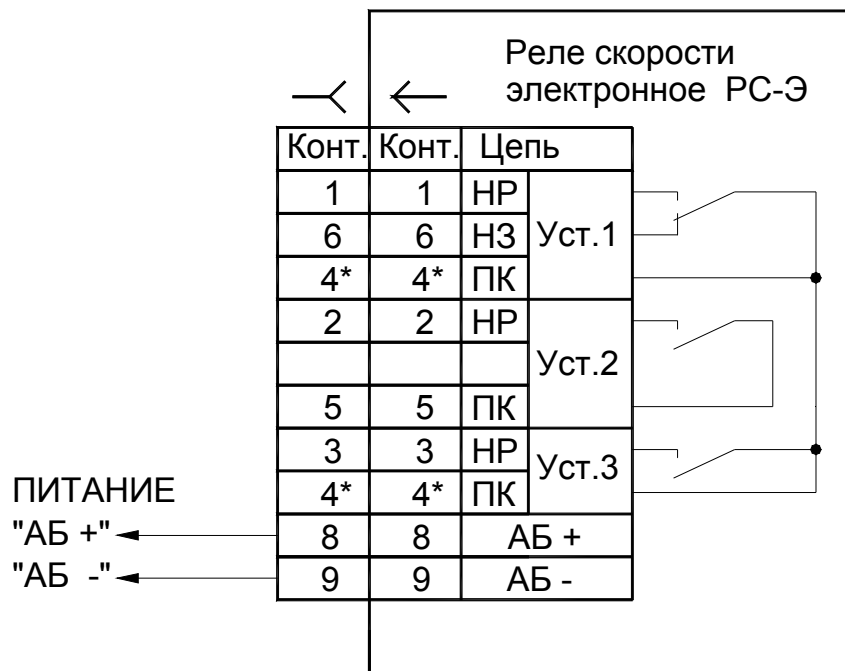 Реле скорости
электронное РС-Э
Конт. Конт. Цепь
1 1 НР
6 6 НЗ Уст.1
4* 4* ПК
2 2 НР
Уст.2
5 5 ПК
3 3 НР
Уст.3
4* 4* ПК
ПИТАНИЕ
"АБ +" 8 8 АБ +
"АБ -" 9 9 АБ -